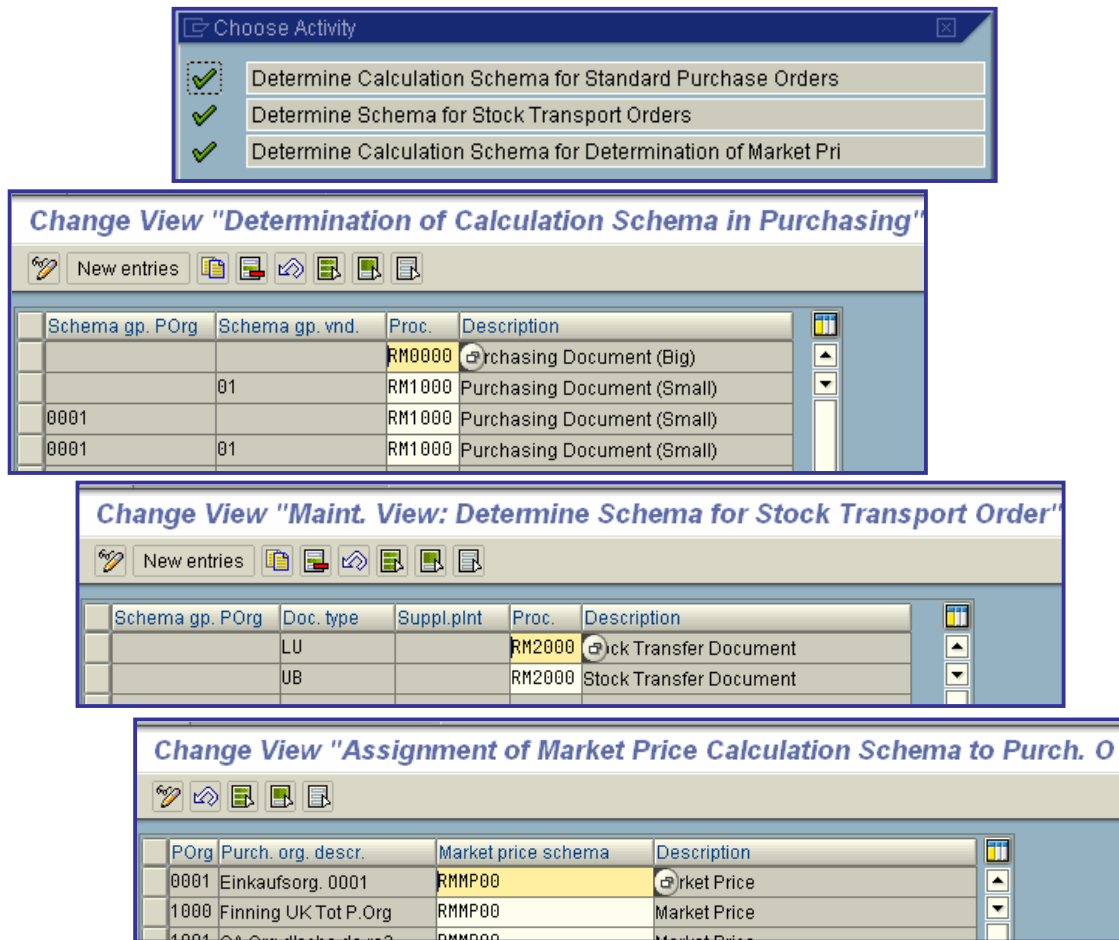 Choose Activity
Determine Calculation Schema for Standard Purchase Orders
Determine Schema for Stock Transport Orders
Determine Calculation Schema for Determination of Market Pri
Change View "Determination of Calculation Schema in Purchasing"
New entries
Schema gp. POrg Schema gp. vnd. Proc. Description
RM0000 rchasing Document (Big)
01 RM1000 Purchasing Document (Small)
0001 RM1000 Purchasing Document (Small)
0001 01 RM1000 Purchasing Document (Small)
Change View "Maint. View: Determine Schema for Stock Transport Order"
New entries
Schema gp. POrg Doc. type Suppl.plnt Proc. Description
LU RM2000 ck Transfer Document
UB RM2000 Stock Transfer Document
Change View "Assignment of Market Price Calculation Schema to Purch. O
POrg Purch. org. descr. Market price schema Description
0001 Einkaufsorg. 0001 RMMP00 rket Price
1000 Finning UK Tot P.Org RMMP00 Market Price
1001 RMMP00 Market Price